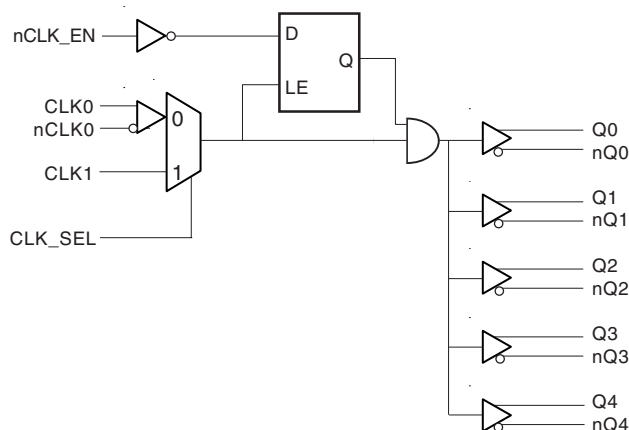 nCLK_EN
D
Q
LE
CLK0
nCLK0
0
CLK1
1
CLK_SEL
Q0
nQ0
Q1
nQ1
Q2
nQ2
Q3
nQ3
Q4
nQ4